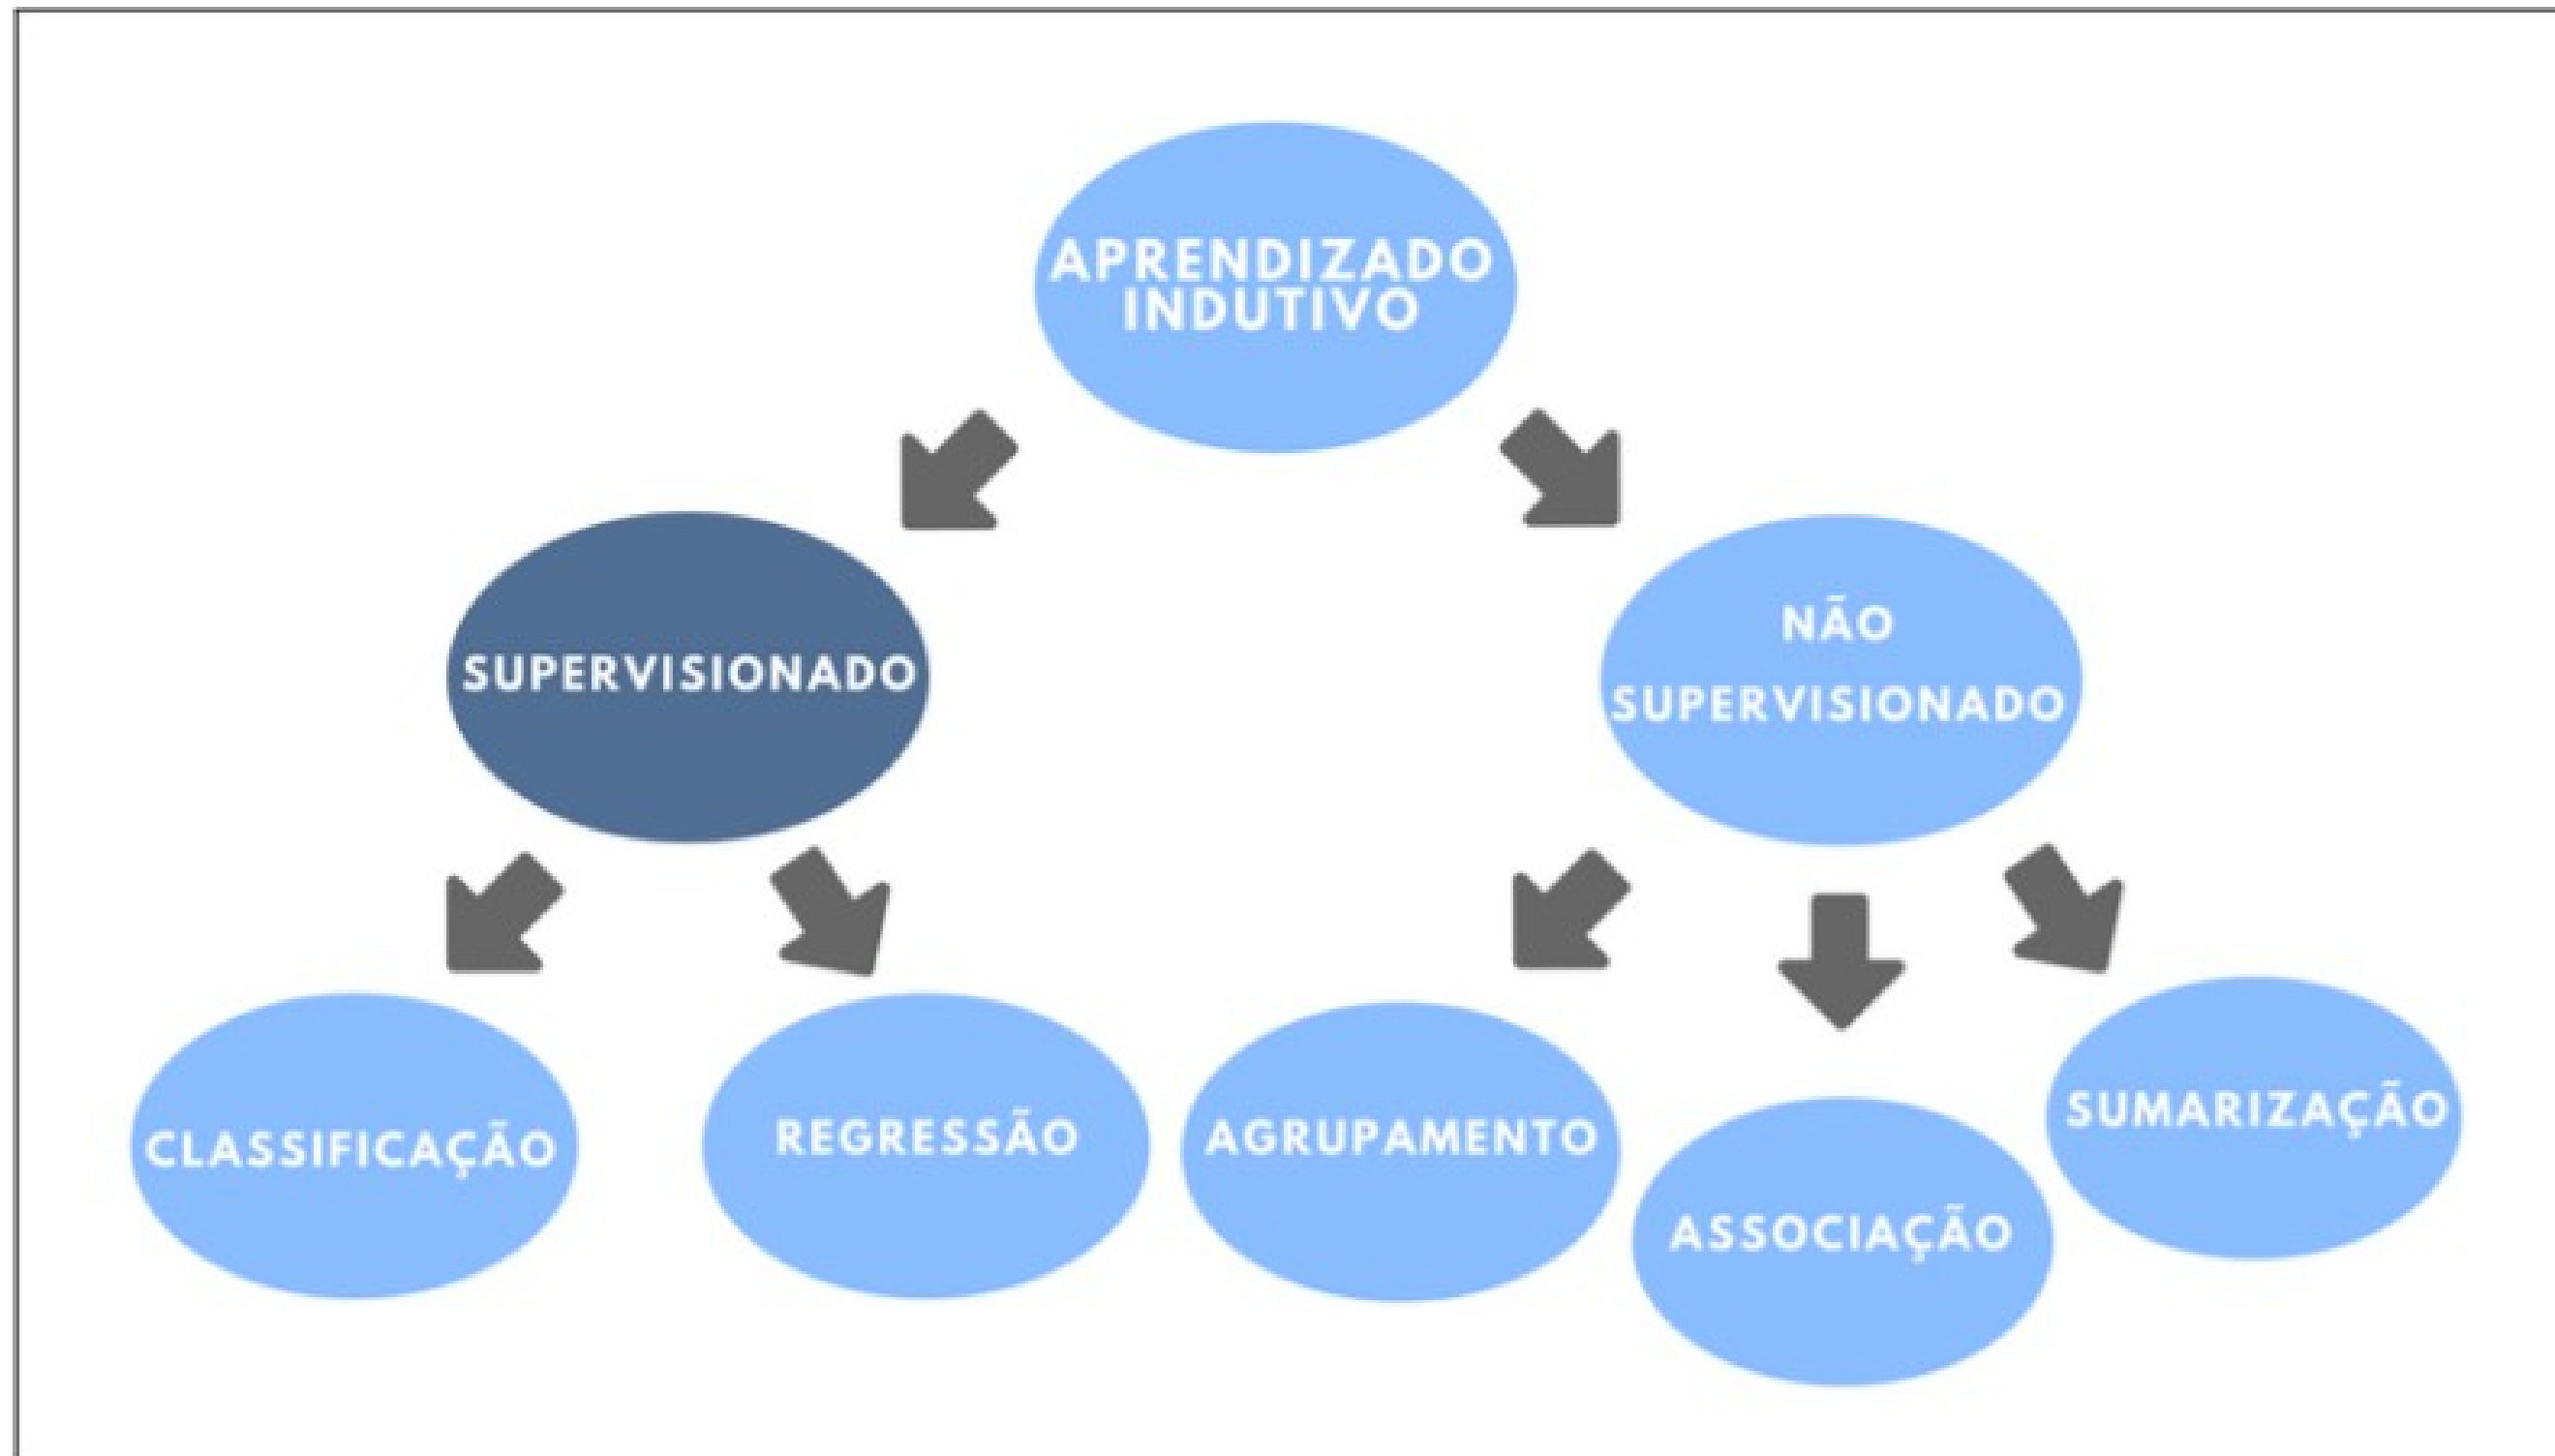 APRENDIZADO
INDUTIVO
SUPERVISIONADO
NÃO
SUPERVISIONADO
CLASSIFICAÇÃO
REGRESSÃO
AGRUPAMENTO
ASSOCIAÇÃO
SUMARIZAÇÃO